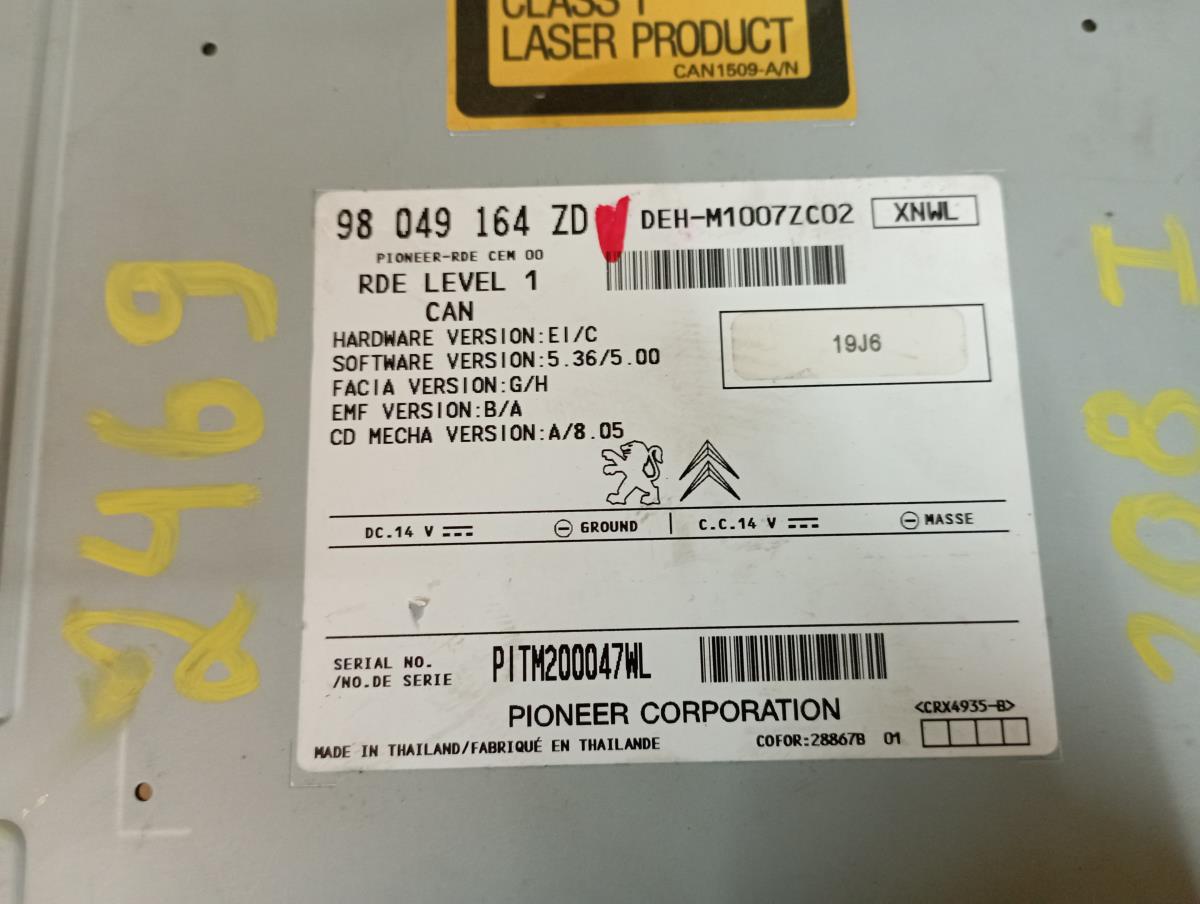 CLASS 1
LASER PRODUCT
CAN1509-A/N
98 049 164 ZD DEH-M1007ZC02 XNWL
PIONEER-RDE CEM 00
RDE LEVEL 1
CAN
HARDWARE VERSION:EI/C
SOFTWARE VERSION:5.36/5.00
FACIA VERSION:G/H
EMF VERSION:B/A
CD MECHA VERSION:A/8.05
19J6
DC.14 V GROUND C.C.14 V MASSE
SERIAL NO.
/NO.DE SERIE
PITM200047WL
PIONEER CORPORATION
<CRX4935-B>
MADE IN THAILAND/FABRIQUÉ EN THAILANDE
COFOR:28867B 01
2469
208 I